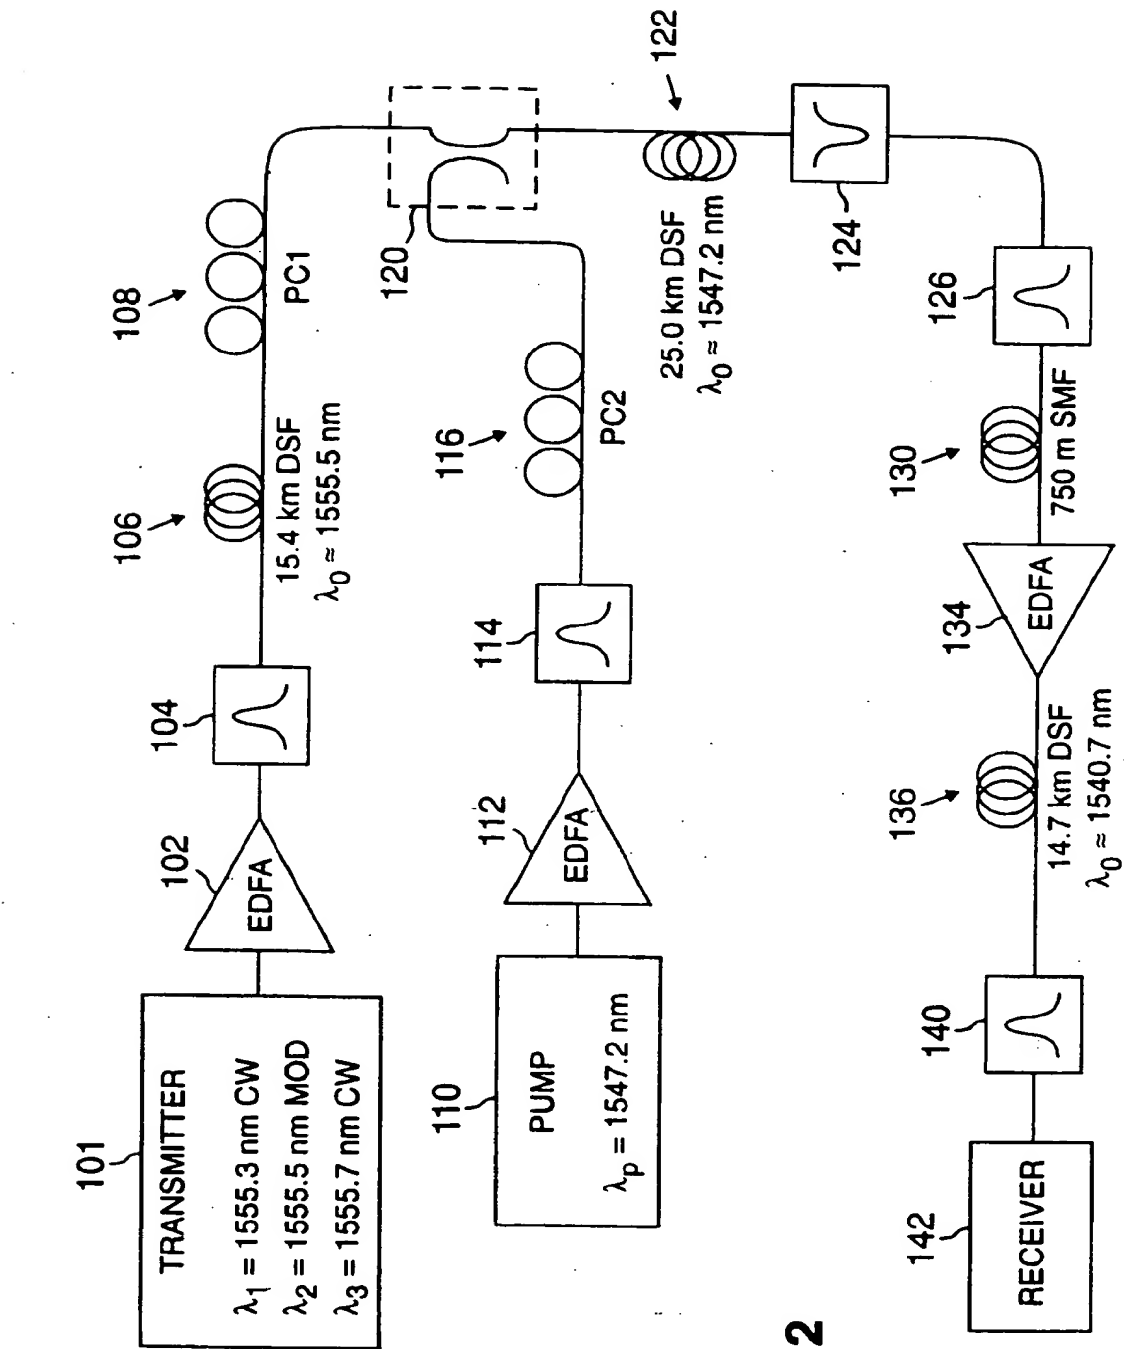 101
TRANSMITTER
λ1 = 1555.3 nm CW
λ2 = 1555.5 nm MOD
λ3 = 1555.7 nm CW
102
EDFA
104
106
15.4 km DSF
λ0 ≈ 1555.5 nm
108
PC1
110
PUMP
λp = 1547.2 nm
112
EDFA
114
116
PC2
120
122
25.0 km DSF
λ0 ≈ 1547.2 nm
124
126
130
750 m SMF
134
EDFA
136
14.7 km DSF
λ0 ≈ 1540.7 nm
140
142
RECEIVER
2